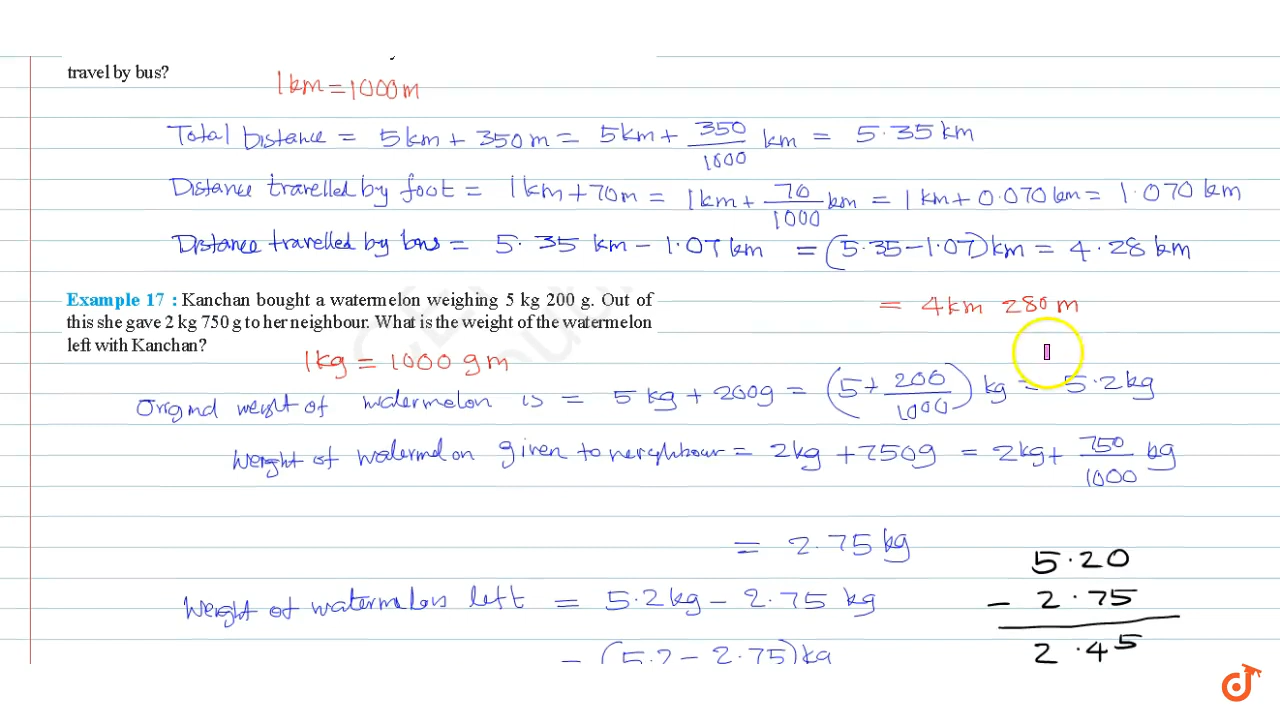 travel by bus?
1km = 1000m
Total Distance = 5km + 350m = 5km + 350/1000 km = 5.35 km
Distance travelled by foot = 1km + 70m = 1km + 70/1000 km = 1km + 0.070km = 1.070 km
Distance travelled by bus = 5.35 km - 1.07 km = (5.35 - 1.07) km = 4.28 km
= 4km 280m
Example 17 : Kanchan bought a watermelon weighing 5 kg 200 g. Out of
this she gave 2 kg 750 g to her neighbour. What is the weight of the watermelon
left with Kanchan?
1kg = 1000 gm
weight of watermelon is = 5 kg + 200g = (5 + 200/1000) kg = 5.2kg
Weight of watermelon given to neighbour = 2kg + 750g = 2kg + 750/1000 kg
= 2.75 kg
Weight of watermelon left = 5.2kg - 2.75 kg
= (5.2 - 2.75) kg
5.20
- 2.75
2.45